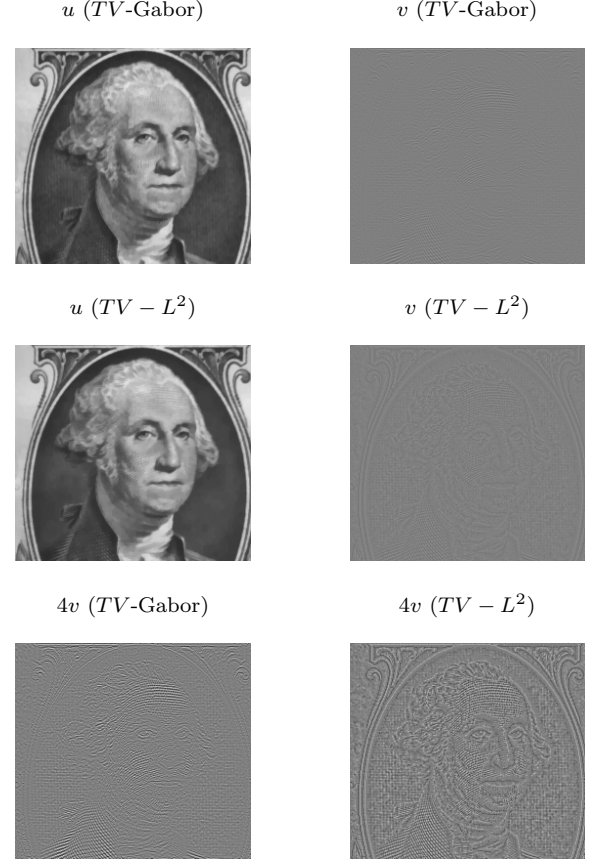 u (TV-Gabor) v (TV-Gabor)
u (TV − L²) v (TV − L²)
4v (TV-Gabor) 4v (TV − L²)